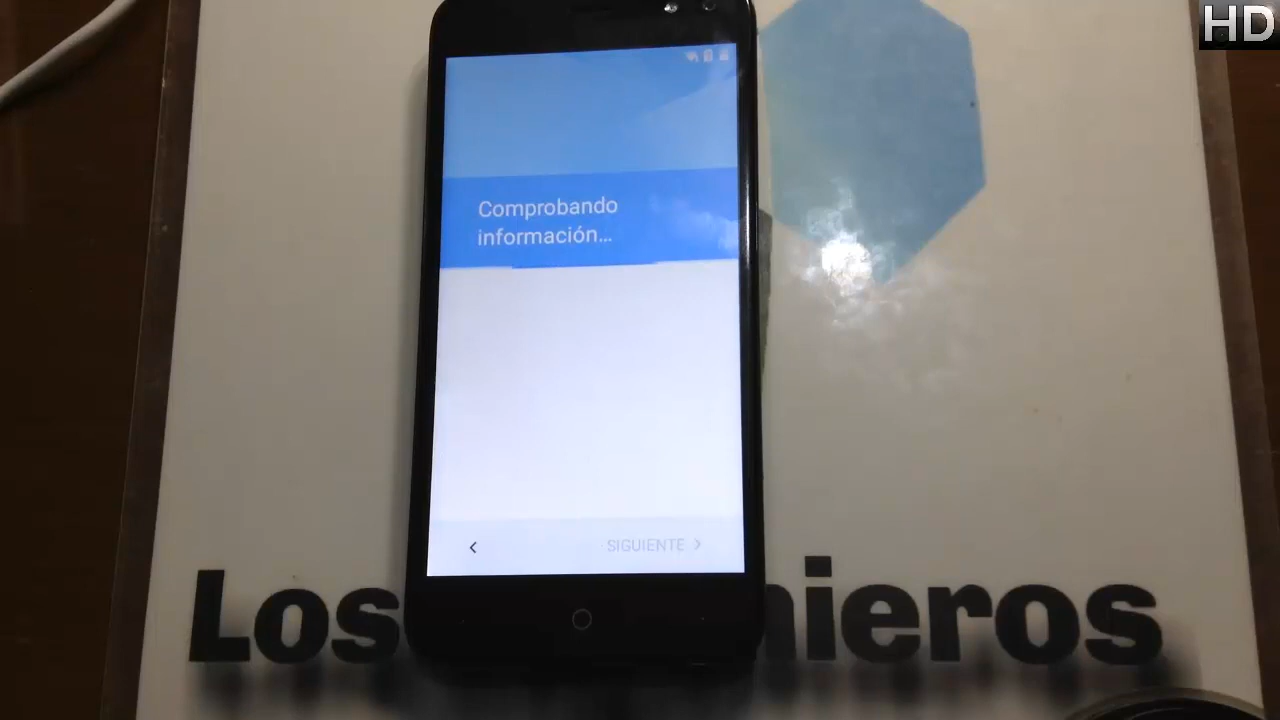 HD
Comprobando
información...
SIGUIENTE
Los nieros